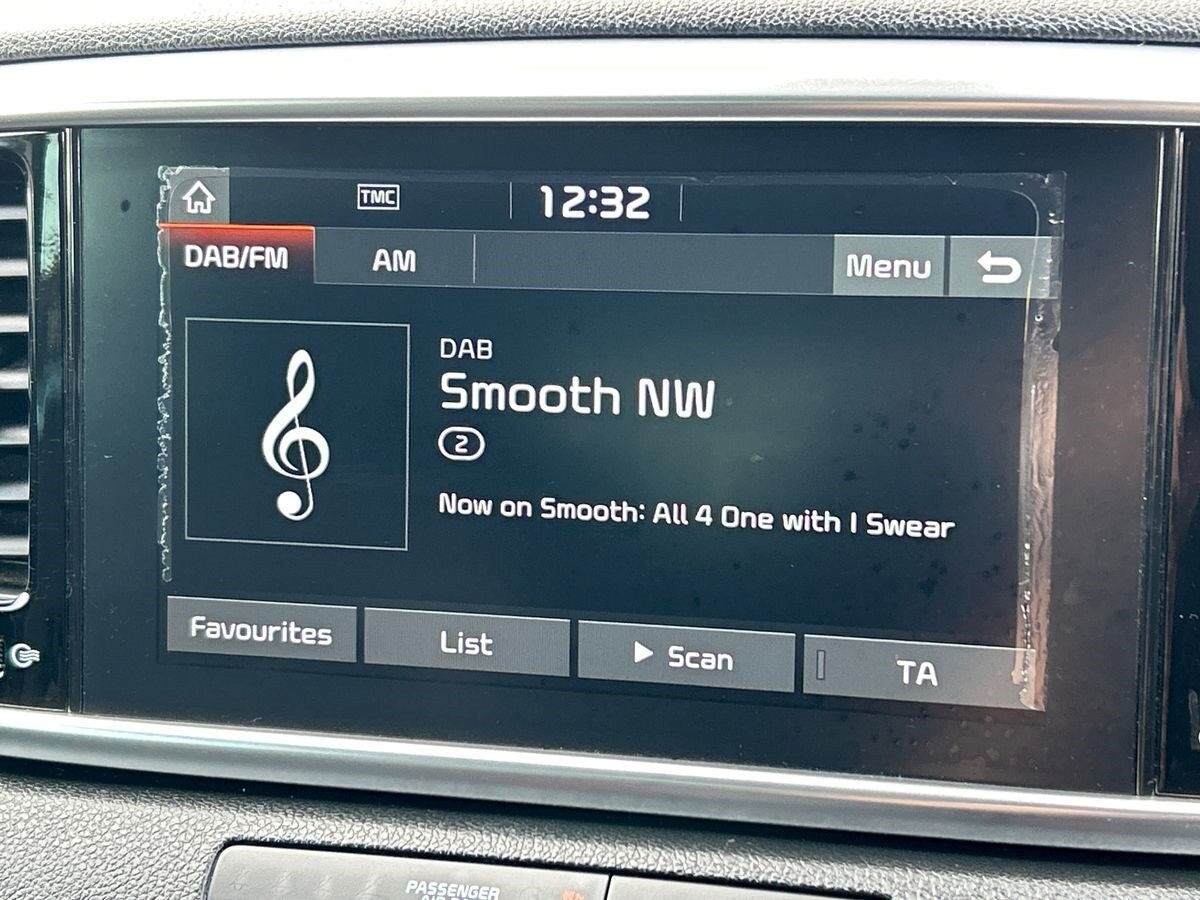 TMC
12:32
DAB/FM
AM
Menu
DAB
Smooth NW
2
Now on Smooth: All 4 One with I Swear
Favourites
List
Scan
TA
PASSENGER